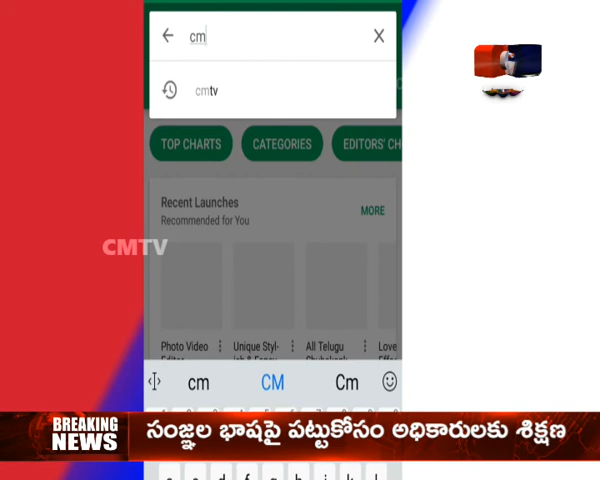 cm
cmtv
TOP CHARTS
CATEGORIES
EDITORS' CH
Recent Launches
Recommended for You
MORE
CMTV
Photo Video
Unique Styl-
All Telugu
Love
cm
CM
Cm
BREAKING
NEWS
సంజ్ఞల భాషపై పట్టుకోసం అధికారులకు శిక్షణ